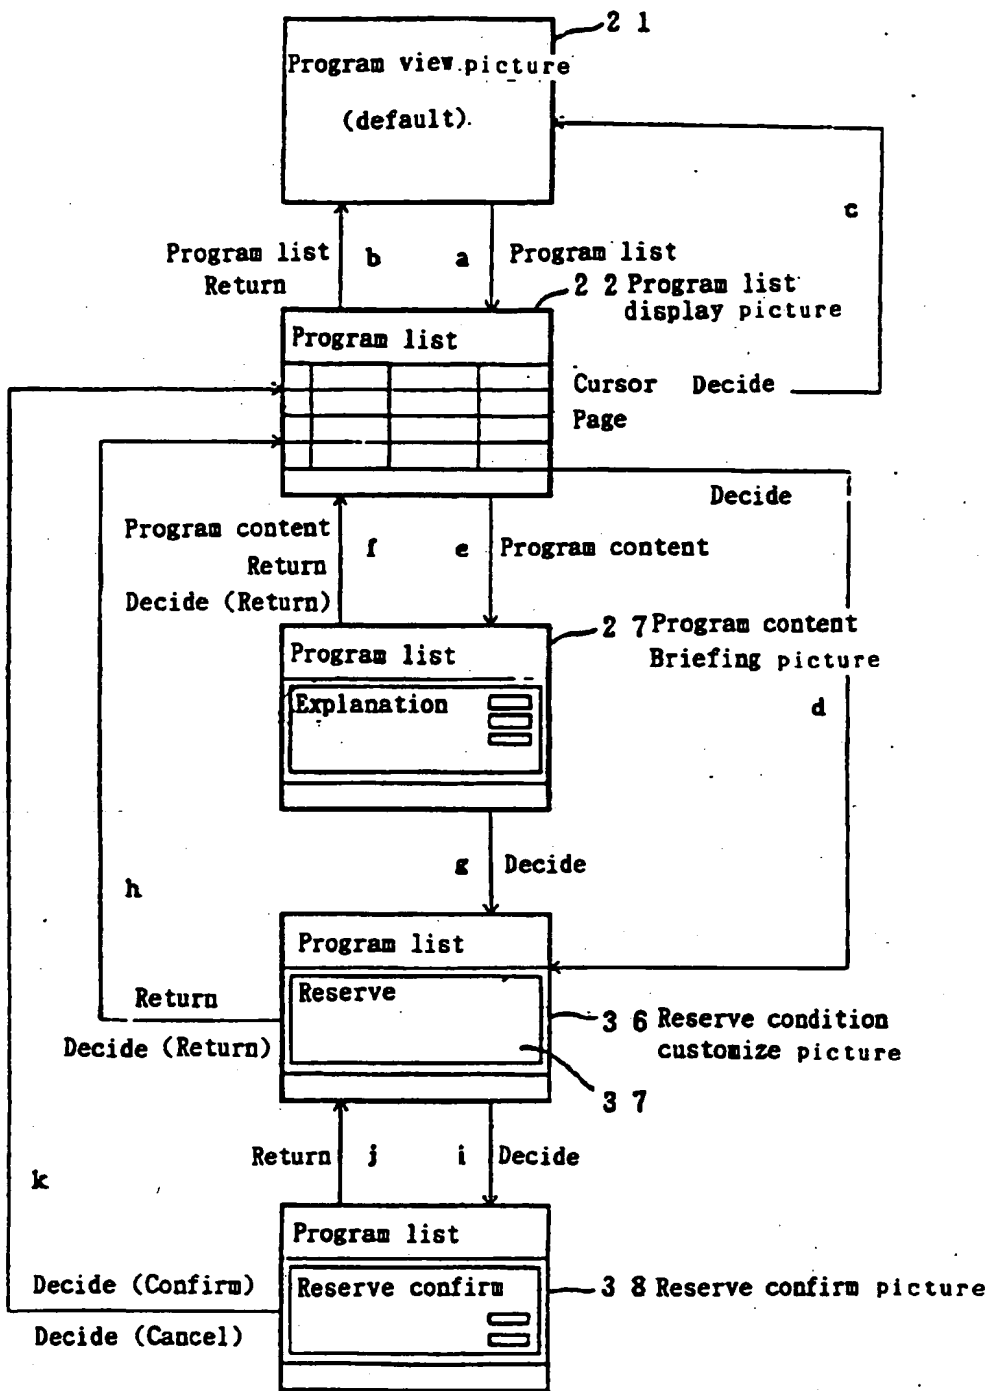 2 1
Program view picture
(default).
c
Program list b a Program list
Return
2 2 Program list
display picture
Program list
Cursor Decide
Page
Decide
Program content
f e Program content
Return
Decide (Return)
2 7 Program content
Briefing picture
Program list
Explanation
d
g Decide
h
Program list
Reserve
Return
Decide (Return)
3 6 Reserve condition
customize picture
3 7
Return j i Decide
k
Program list
Reserve confirm
Decide (Confirm)
Decide (Cancel)
3 8 Reserve confirm picture